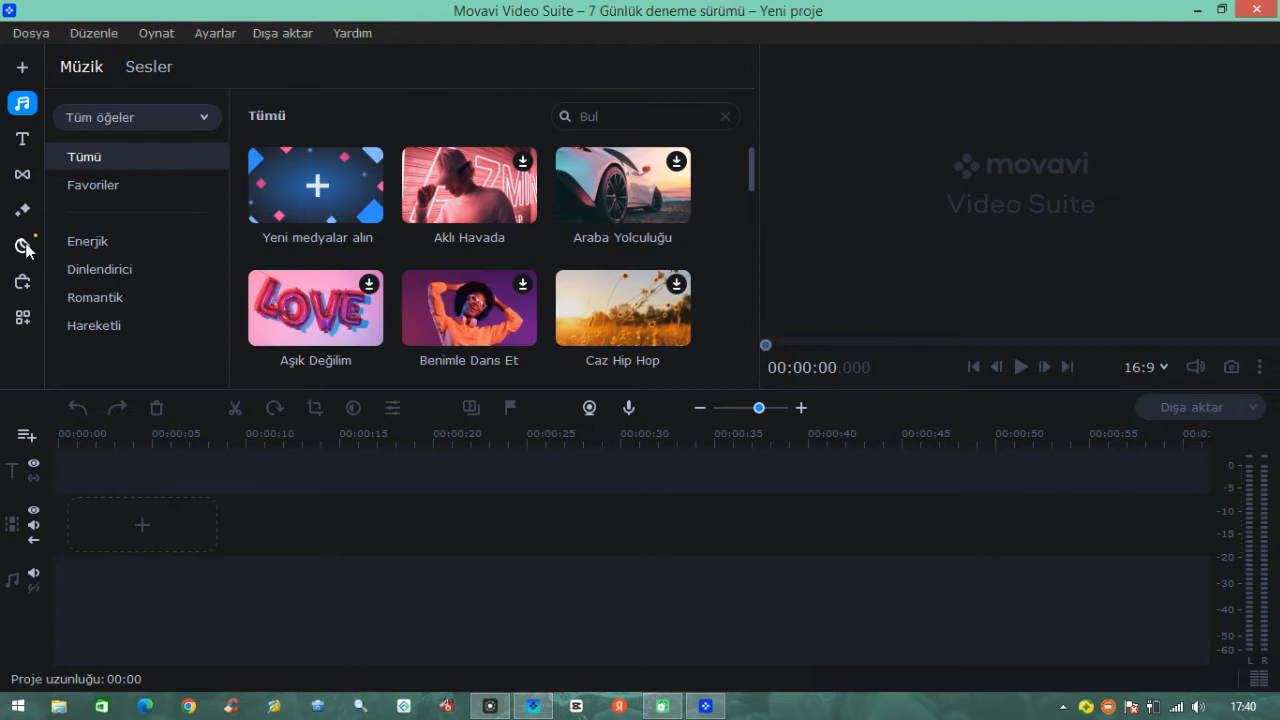 Movavi Video Suite – 7 Günlük deneme sürümü – Yeni proje
Dosya Düzenle Oynat Ayarlar Dışa aktar Yardım
Müzik Sesler
Tüm öğeler
Tümü
Favoriler
Enerjik
Dinlendirici
Romantik
Hareketli
Tümü
Bul
Yeni medyalar alın
Aklı Havada
Araba Yolculuğu
LOVE
Aşık Değilim
Benimle Dans Et
Caz Hip Hop
movavi
Video Suite
00:00:00.000
16:9
Dışa aktar
00:00:00 00:00:05 00:00:10 00:00:15 00:00:20 00:00:25 00:00:30 00:00:35 00:00:40 00:00:45 00:00:50 00:00:55 00:0
0
-5
-10
-15
-20
-30
-40
-50
-60
L R
Proje uzunluğu: 00:00
17:40